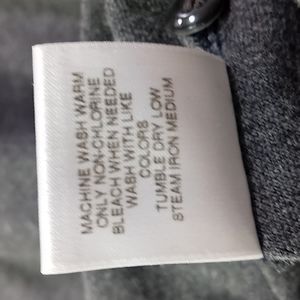 MACHINE WASH WARM
ONLY NON-CHLORINE
BLEACH WHEN NEEDED
WASH WITH LIKE
COLORS
TUMBLE DRY LOW
STEAM IRON MEDIUM